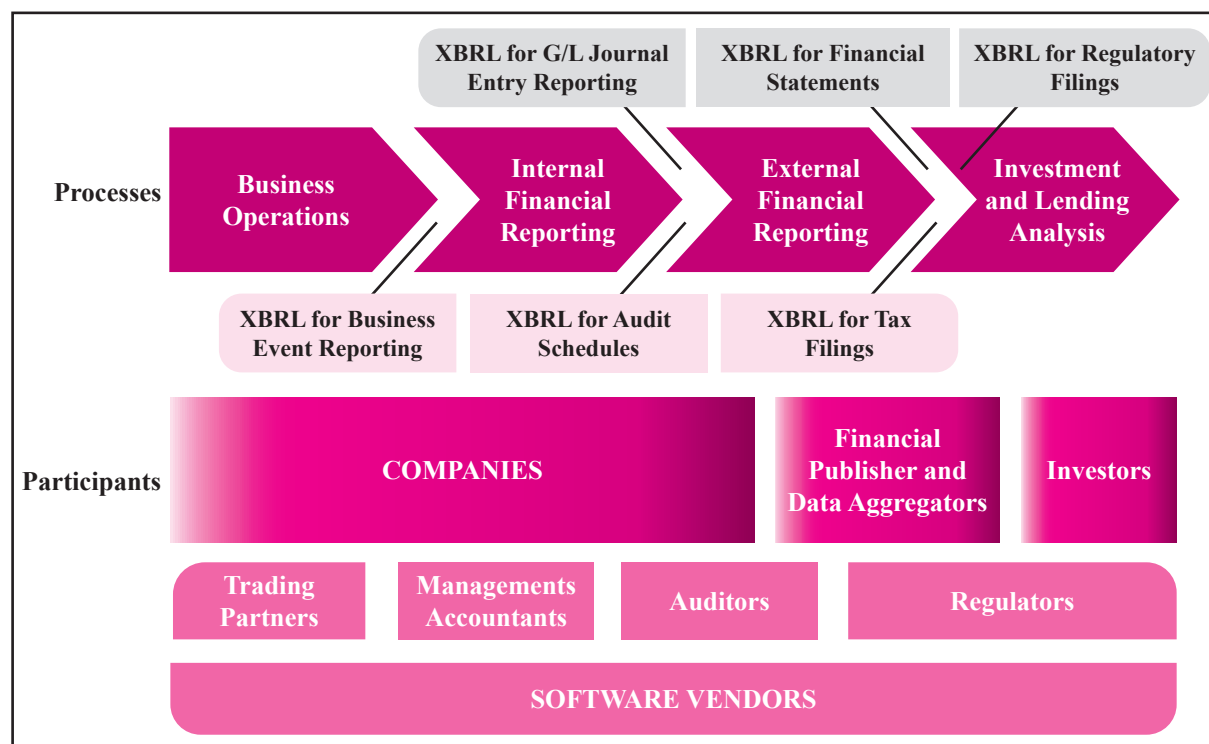 XBRL for G/L Journal
Entry Reporting
XBRL for Financial
Statements
XBRL for Regulatory
Filings
Processes
Business
Operations
Internal
Financial
Reporting
External
Financial
Reporting
Investment
and Lending
Analysis
XBRL for Business
Event Reporting
XBRL for Audit
Schedules
XBRL for Tax
Filings
Participants
COMPANIES
Financial
Publisher and
Data Aggregators
Investors
Trading
Partners
Managements
Accountants
Auditors
Regulators
SOFTWARE VENDORS